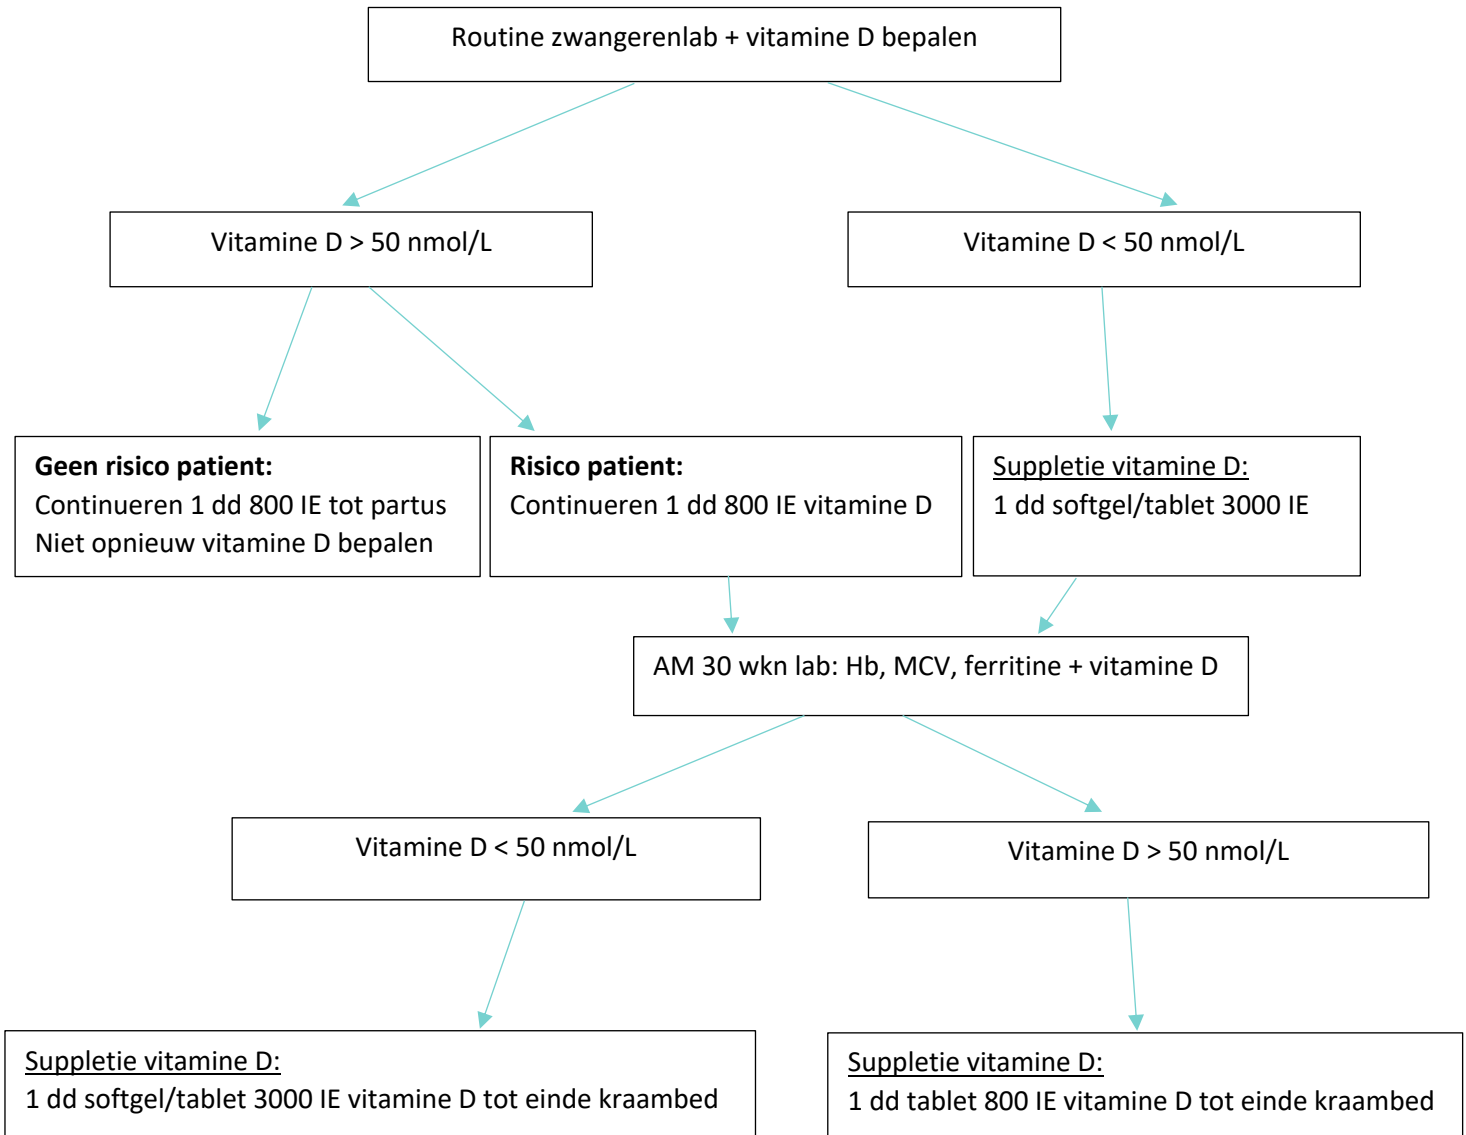 Routine zwangerenlab + vitamine D bepalen
Vitamine D > 50 nmol/L
Vitamine D < 50 nmol/L
Geen risico patient:
Continueren 1 dd 800 IE tot partus
Niet opnieuw vitamine D bepalen
Risico patient:
Continueren 1 dd 800 IE vitamine D
Suppletie vitamine D:
1 dd softgel/tablet 3000 IE
AM 30 wkn lab: Hb, MCV, ferritine + vitamine D
Vitamine D < 50 nmol/L
Vitamine D > 50 nmol/L
Suppletie vitamine D:
1 dd softgel/tablet 3000 IE vitamine D tot einde kraambed
Suppletie vitamine D:
1 dd tablet 800 IE vitamine D tot einde kraambed